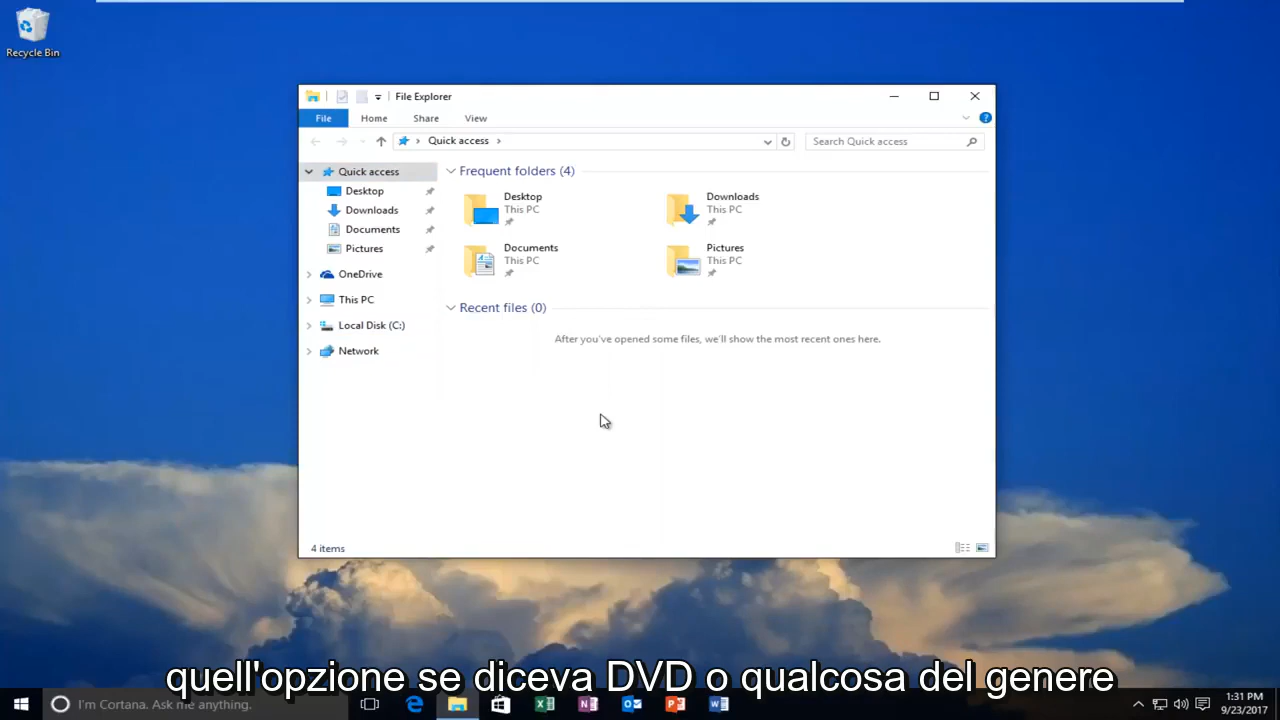 Recycle Bin
File Explorer
File Home Share View
Quick access
Search Quick access
Quick access
Desktop
Downloads
Documents
Pictures
OneDrive
This PC
Local Disk (C:)
Network
Frequent folders (4)
Desktop
This PC
Downloads
This PC
Documents
This PC
Pictures
This PC
Recent files (0)
After you've opened some files, we'll show the most recent ones here.
4 items
quell'opzione se diceva DVD o qualcosa del genere
I'm Cortana. Ask me anything.
1:31 PM
9/23/2017